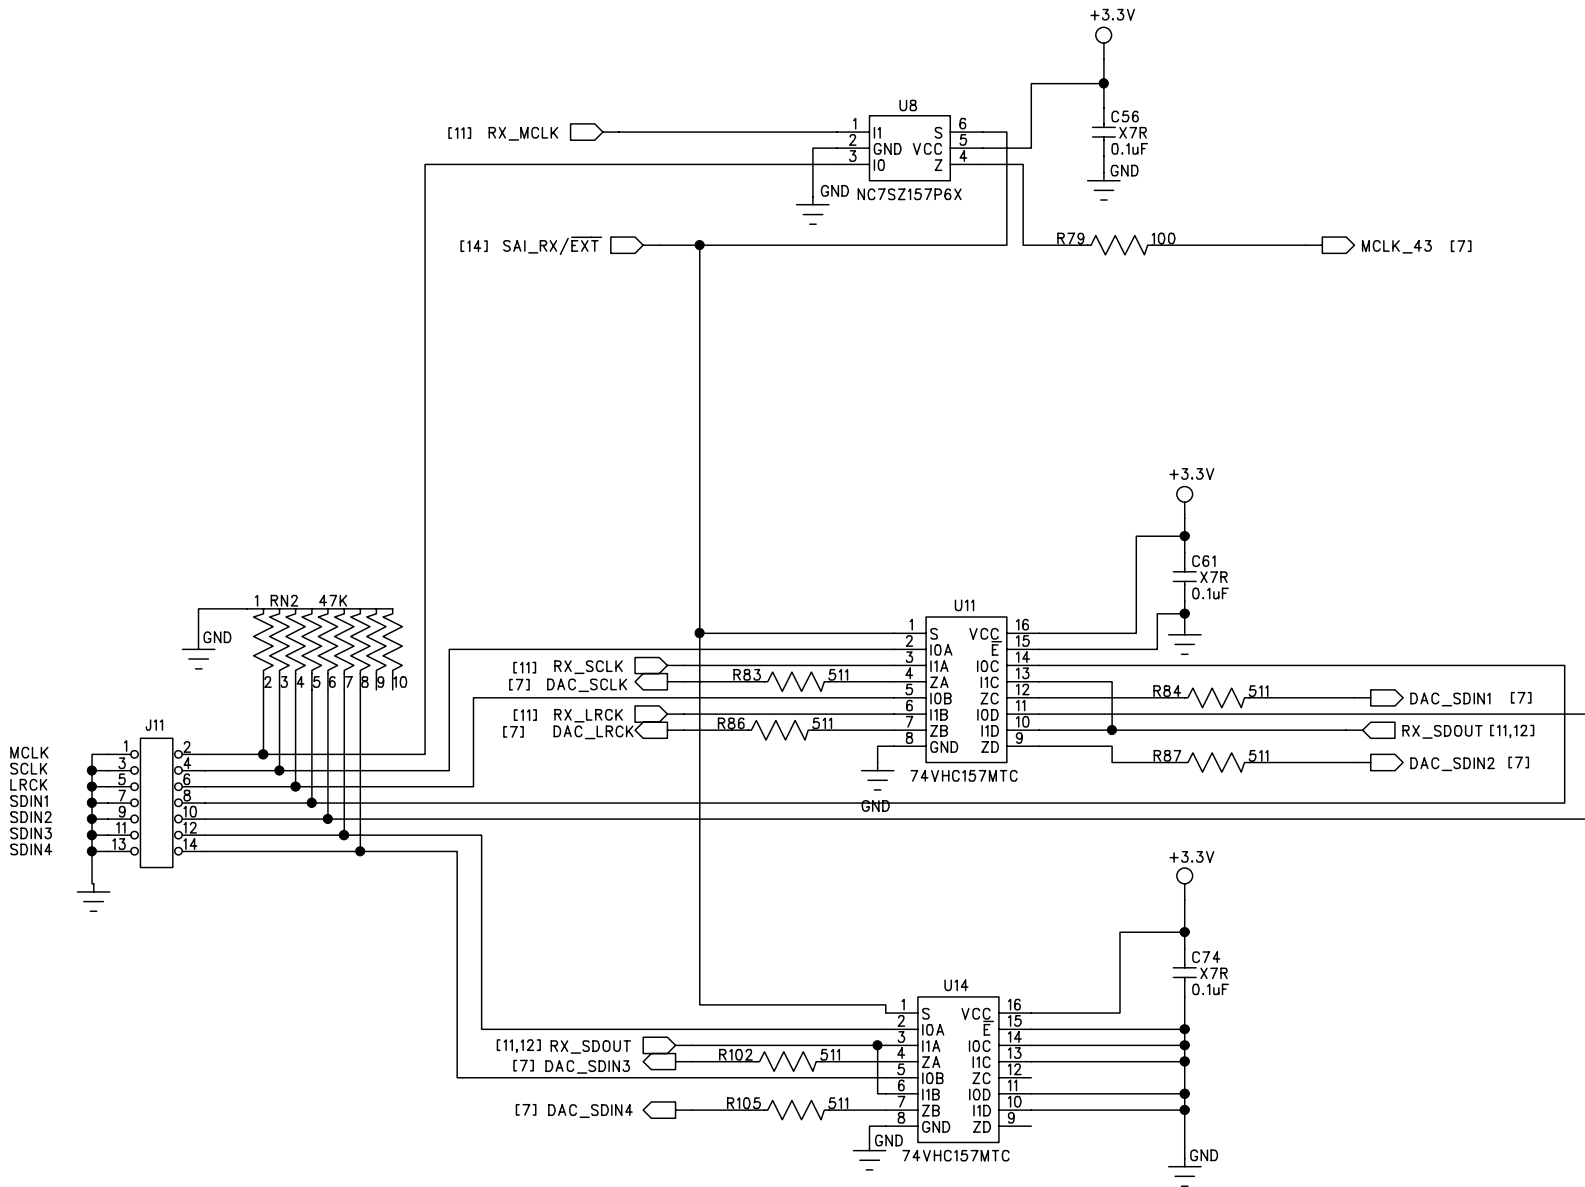 +3.3V
C56
X7R
0.1uF
GND
U8
[11] RX_MCLK
1 I1 S 6
2 GND VCC 5
3 I0 Z 4
GND NC7SZ157P6X
[14] SAI_RX/EXT
R79 100 MCLK_43 [7]
+3.3V
C61
X7R
0.1uF
1 RN2 47K
GND
2 3 4 5 6 7 8 9 10
U11
1 S VCC 16
2 I0A E 15
[11] RX_SCLK 3 I1A I0C 14
[7] DAC_SCLK R83 511 4 ZA I1C 13
5 I0B ZC 12 R84 511 DAC_SDIN1 [7]
[11] RX_LRCK 6 I1B I0D 11
[7] DAC_LRCK R86 511 7 ZB I1D 10 RX_SDOUT [11,12]
8 GND ZD 9 R87 511 DAC_SDIN2 [7]
74VHC157MTC
GND
J11
MCLK 1 2
SCLK 3 4
LRCK 5 6
SDIN1 7 8
SDIN2 9 10
SDIN3 11 12
SDIN4 13 14
+3.3V
C74
X7R
0.1uF
U14
1 S VCC 16
2 I0A E 15
[11,12] RX_SDOUT 3 I1A I0C 14
[7] DAC_SDIN3 R102 511 4 ZA I1C 13
5 I0B ZC 12
6 I1B I0D 11
[7] DAC_SDIN4 R105 511 7 ZB I1D 10
8 GND ZD 9
GND 74VHC157MTC
GND